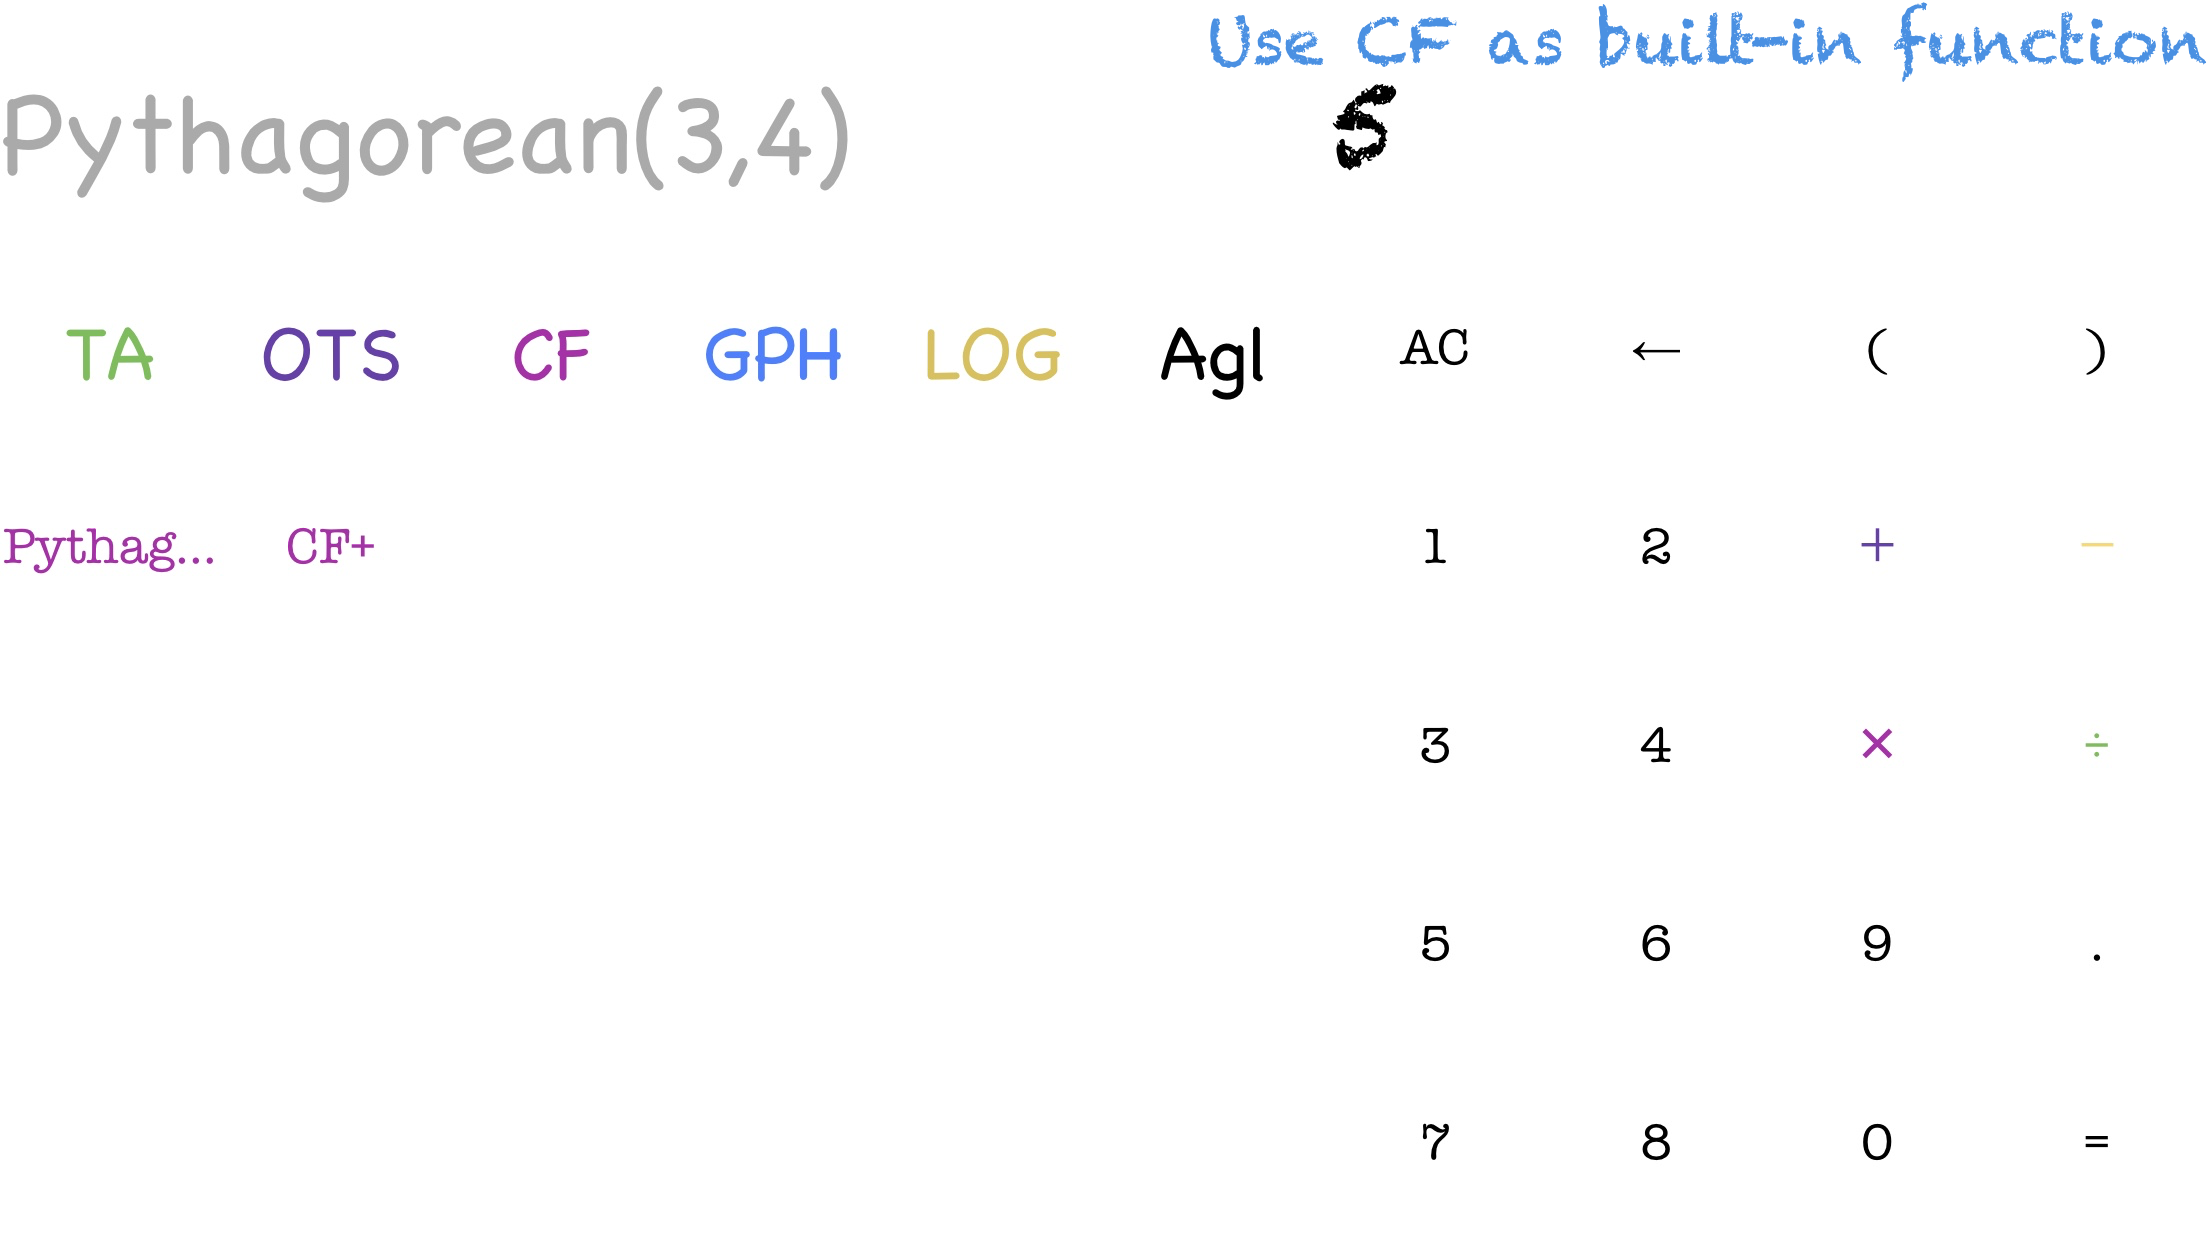 Use CF as built-in function
Pythagorean(3,4) 5
TA OTS CF GPH LOG Agl AC ← ( )
Pythag... CF+ 1 2 + −
3 4 × ÷
5 6 9 .
7 8 0 =